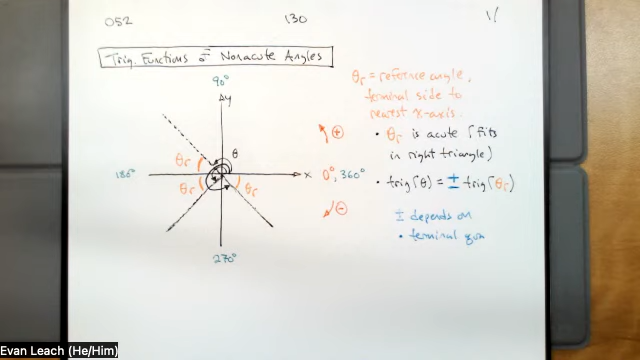 052 130 1/
Trig. Functions of Nonacute Angles
90°
y
θ
θr
θr θr
180° x 0°, 360°
270°
+
-
θr = reference angle,
terminal side to
nearest x-axis.
• θr is acute (fits
in right triangle)
• trig(θ) = ± trig(θr)
± depends on
• terminal qua
Evan Leach (He/Him)